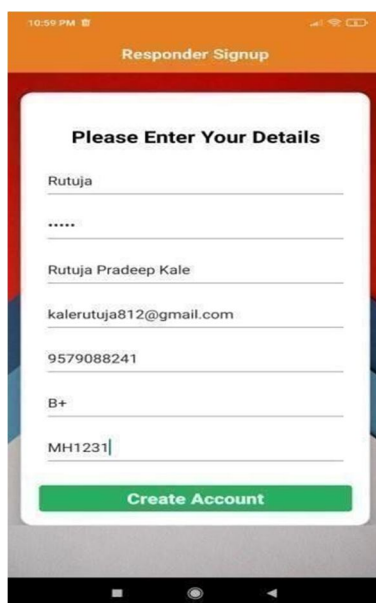 10:59 PM
Responder Signup
Please Enter Your Details
Rutuja
•••••
Rutuja Pradeep Kale
kalerutuja812@gmail.com
9579088241
B+
MH1231
Create Account